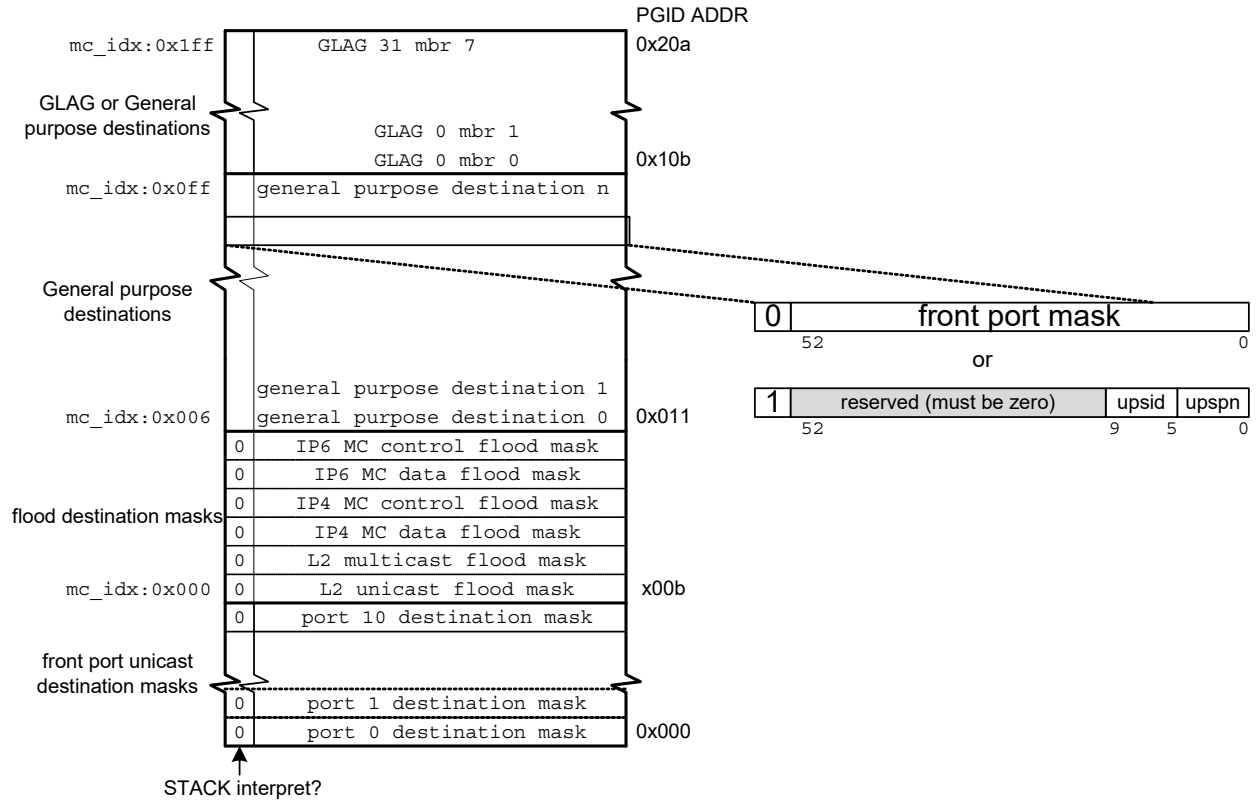 PGID ADDR
mc_idx:0x1ff GLAG 31 mbr 7 0x20a
GLAG or General
purpose destinations
GLAG 0 mbr 1
GLAG 0 mbr 0 0x10b
mc_idx:0x0ff general purpose destination n
General purpose
destinations
0 front port mask
52 0
or
general purpose destination 1
1 reserved (must be zero) upsid upspn
52 9 5 0
mc_idx:0x006 general purpose destination 0 0x011
0 IP6 MC control flood mask
0 IP6 MC data flood mask
0 IP4 MC control flood mask
flood destination masks
0 IP4 MC data flood mask
0 L2 multicast flood mask
mc_idx:0x000 0 L2 unicast flood mask x00b
0 port 10 destination mask
front port unicast
destination masks
0 port 1 destination mask
0 port 0 destination mask 0x000
STACK interpret?